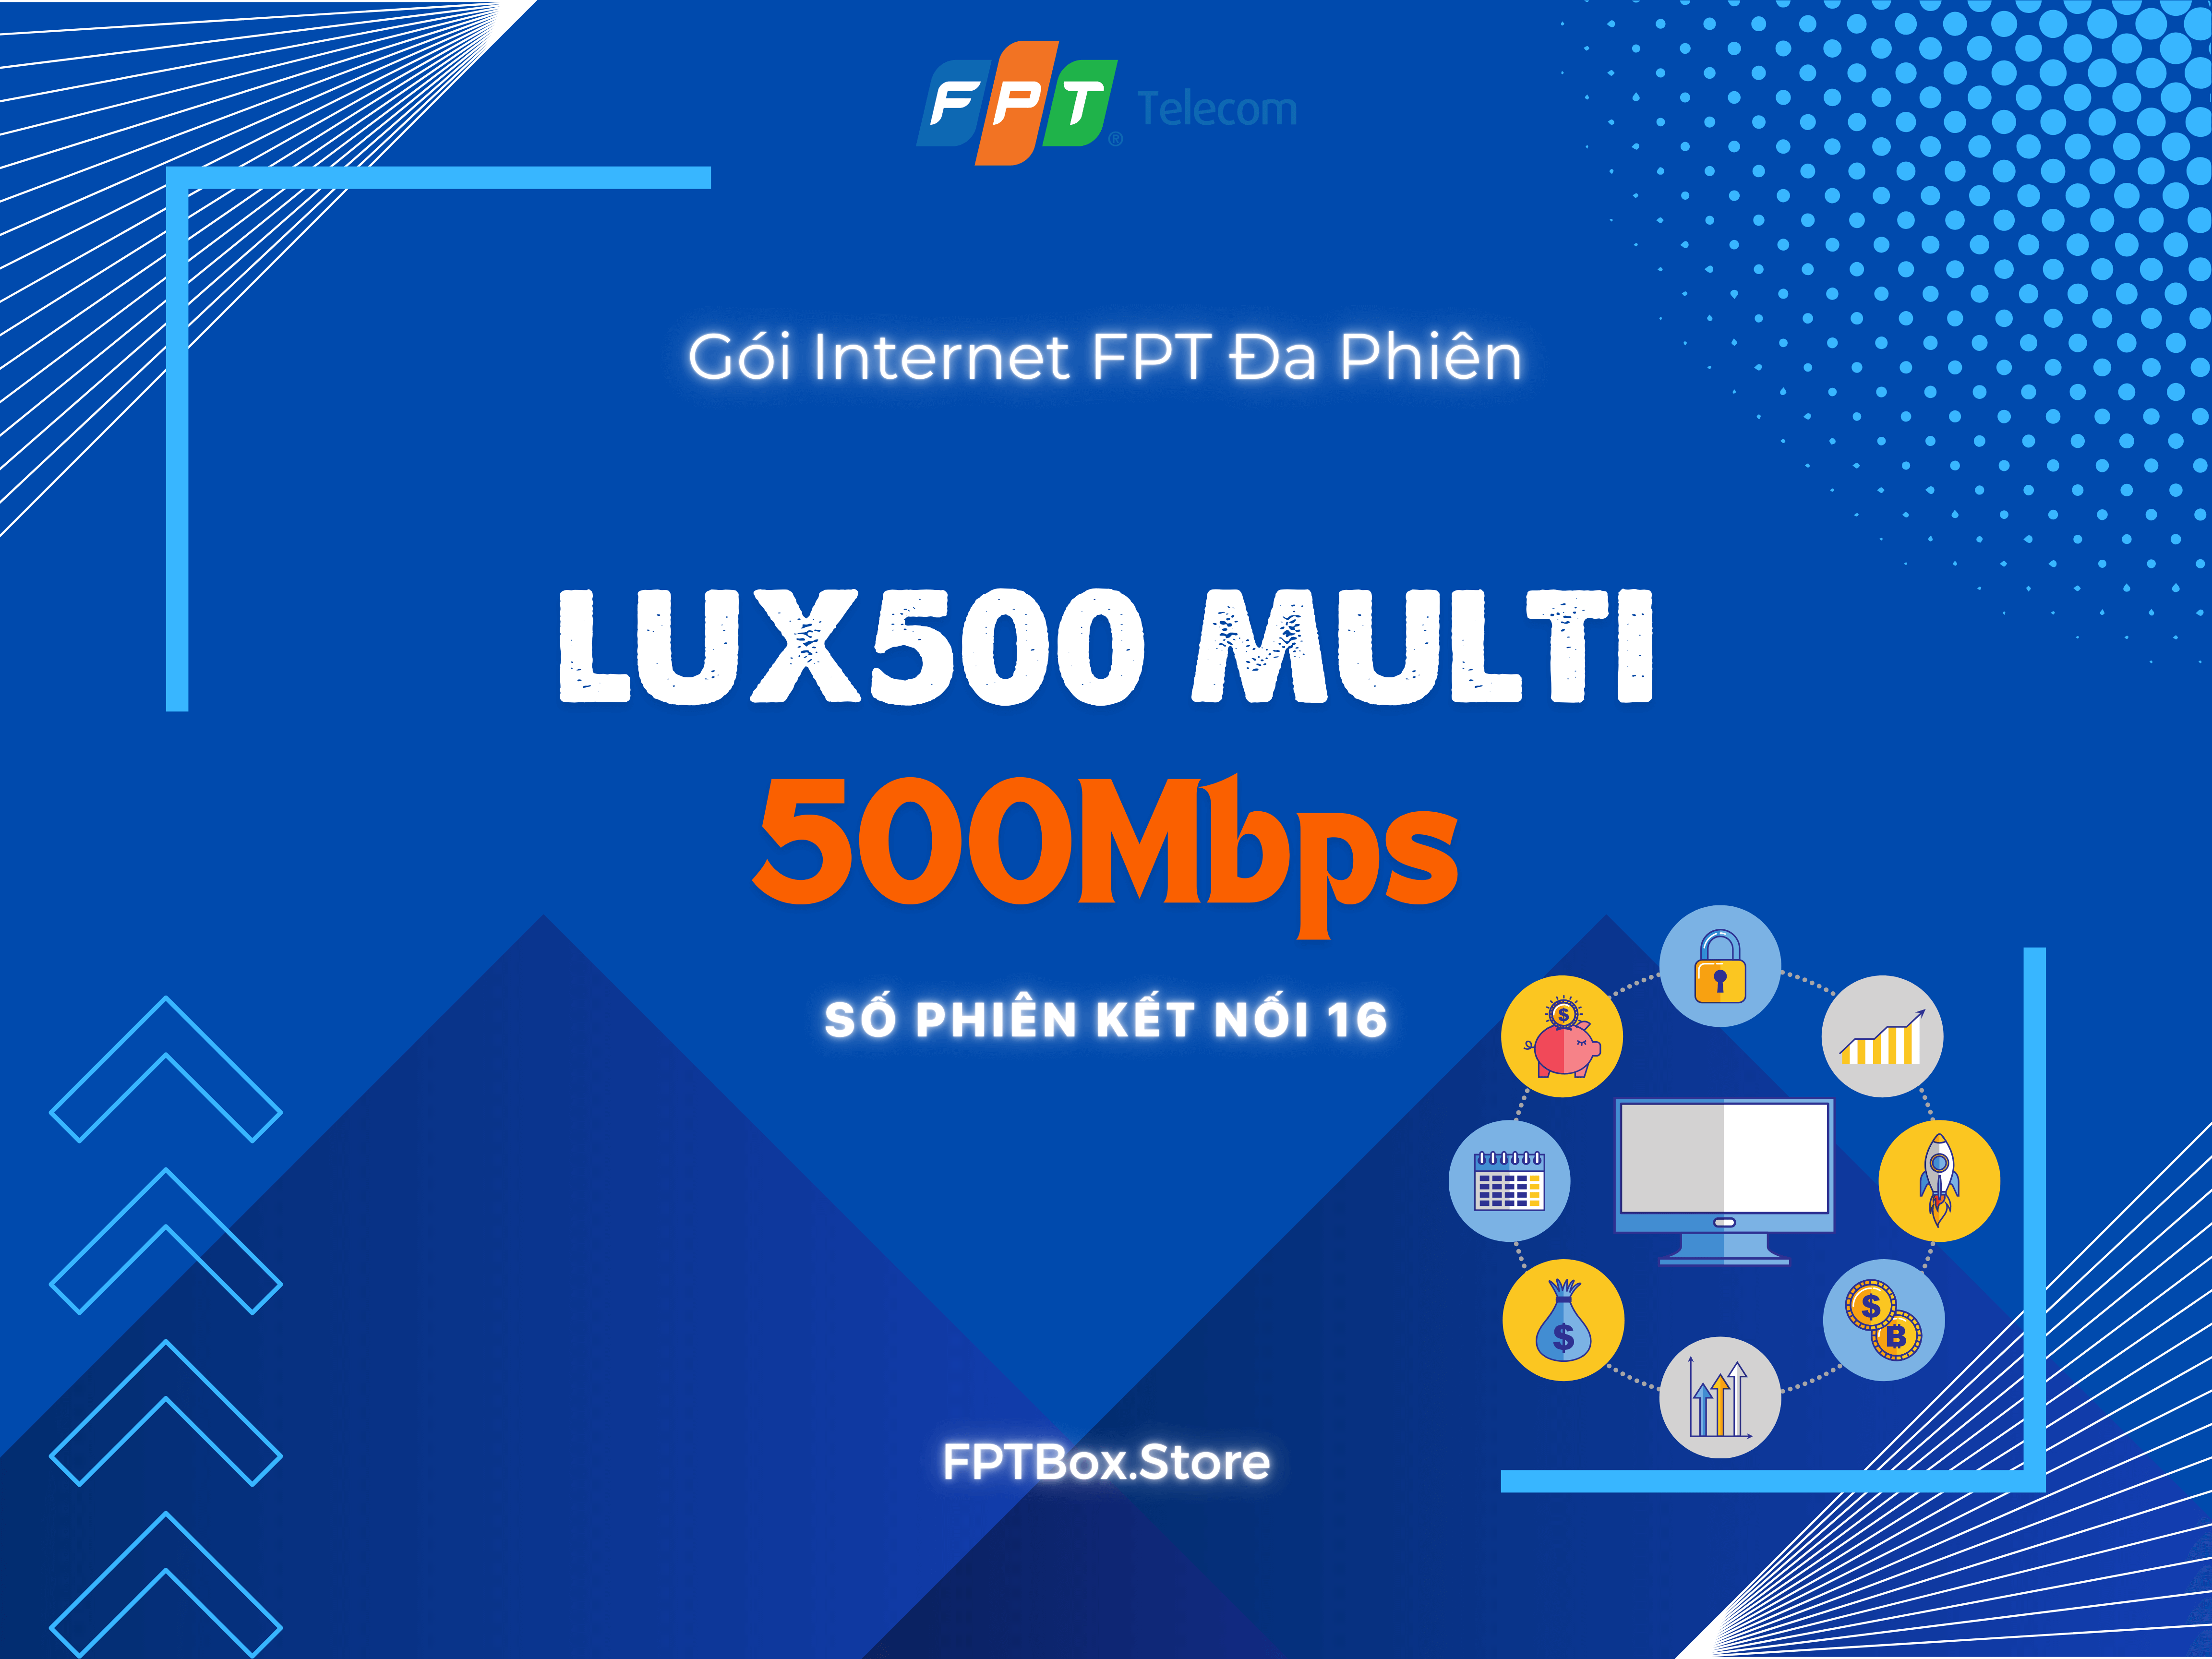 FPT® Telecom
Gói Internet FPT Đa Phiên
LUX500 MULTI
500Mbps
SỐ PHIÊN KẾT NỐI 16
$
$
$
B
FPTBox.Store